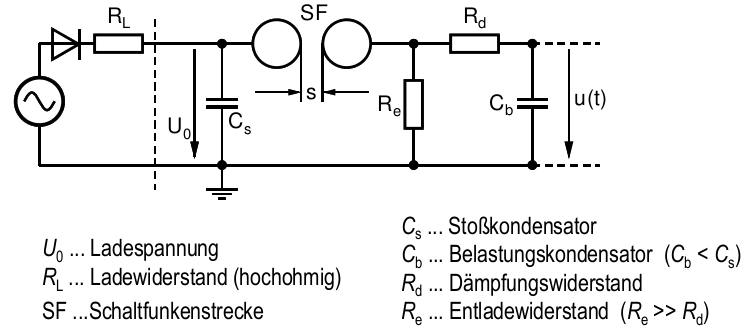 R_L
SF
R_d
s
R_e
C_b
u(t)
U_0
C_s
U_0 ... Ladespannung
R_L ... Ladewiderstand (hochohmig)
SF ...Schaltfunkenstrecke
C_s ... Stoßkondensator
C_b ... Belastungskondensator (C_b < C_s)
R_d ... Dämpfungswiderstand
R_e ... Entladewiderstand (R_e >> R_d)